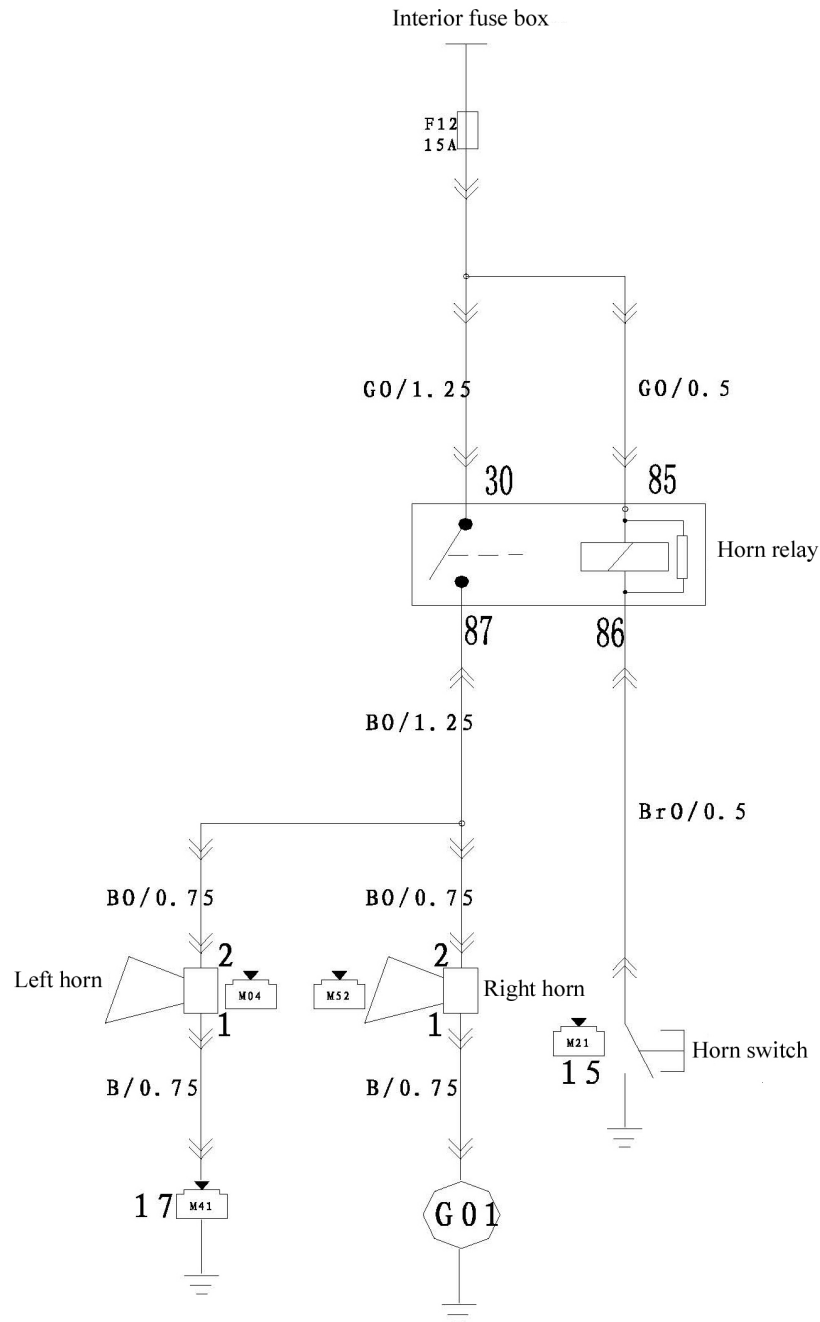 Interior fuse box
F12
15A
GO/1.25
GO/0.5
30
85
Horn relay
87
86
BO/1.25
BrO/0.5
BO/0.75
BO/0.75
2
2
Left horn
M04
M52
Right horn
1
1
M21
Horn switch
15
B/0.75
B/0.75
17
M41
G01